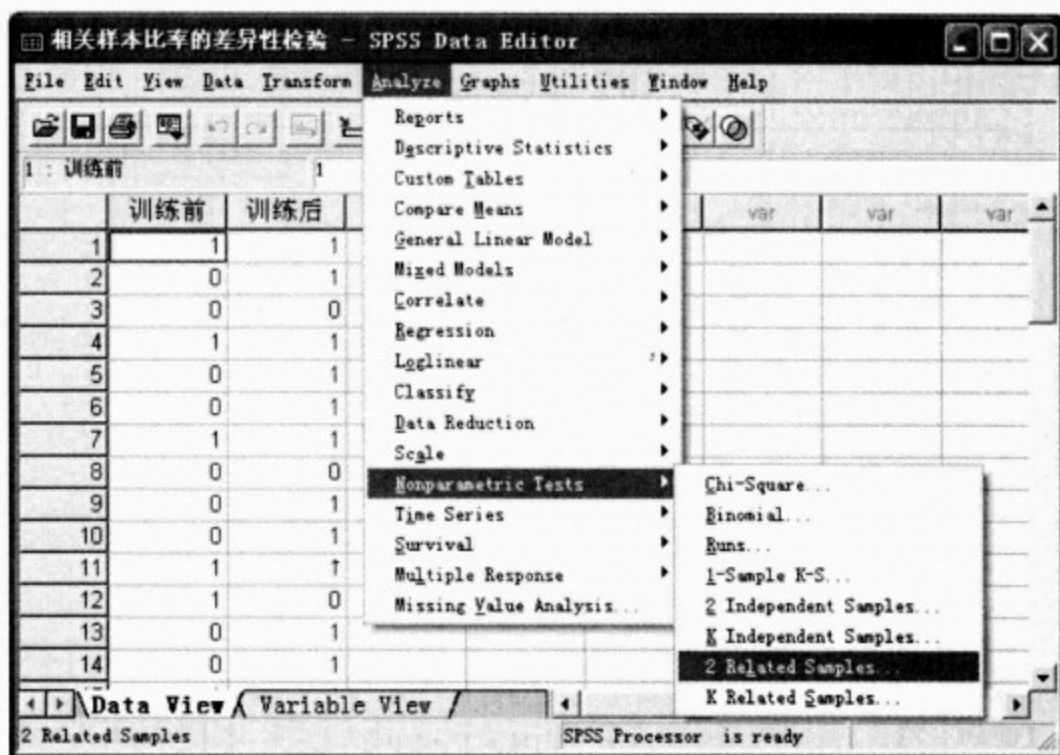 相关样本比率的差异性检验 - SPSS Data Editor
File Edit View Data Transform Analyze Graphs Utilities Window Help
1 : 训练前 1
训练前 训练后 var var var
1 1 1
2 0 1
3 0 0
4 1 1
5 0 1
6 0 1
7 1 1
8 0 0
9 0 1
10 0 1
11 1 1
12 1 0
13 0 1
14 0 1
Reports
Descriptive Statistics
Custom Tables
Compare Means
General Linear Model
Mixed Models
Correlate
Regression
Loglinear
Classify
Data Reduction
Scale
Nonparametric Tests
Time Series
Survival
Multiple Response
Missing Value Analysis...
Chi-Square...
Binomial...
Runs...
1-Sample K-S...
2 Independent Samples...
K Independent Samples...
2 Related Samples...
K Related Samples...
Data View Variable View
2 Related Samples SPSS Processor is ready